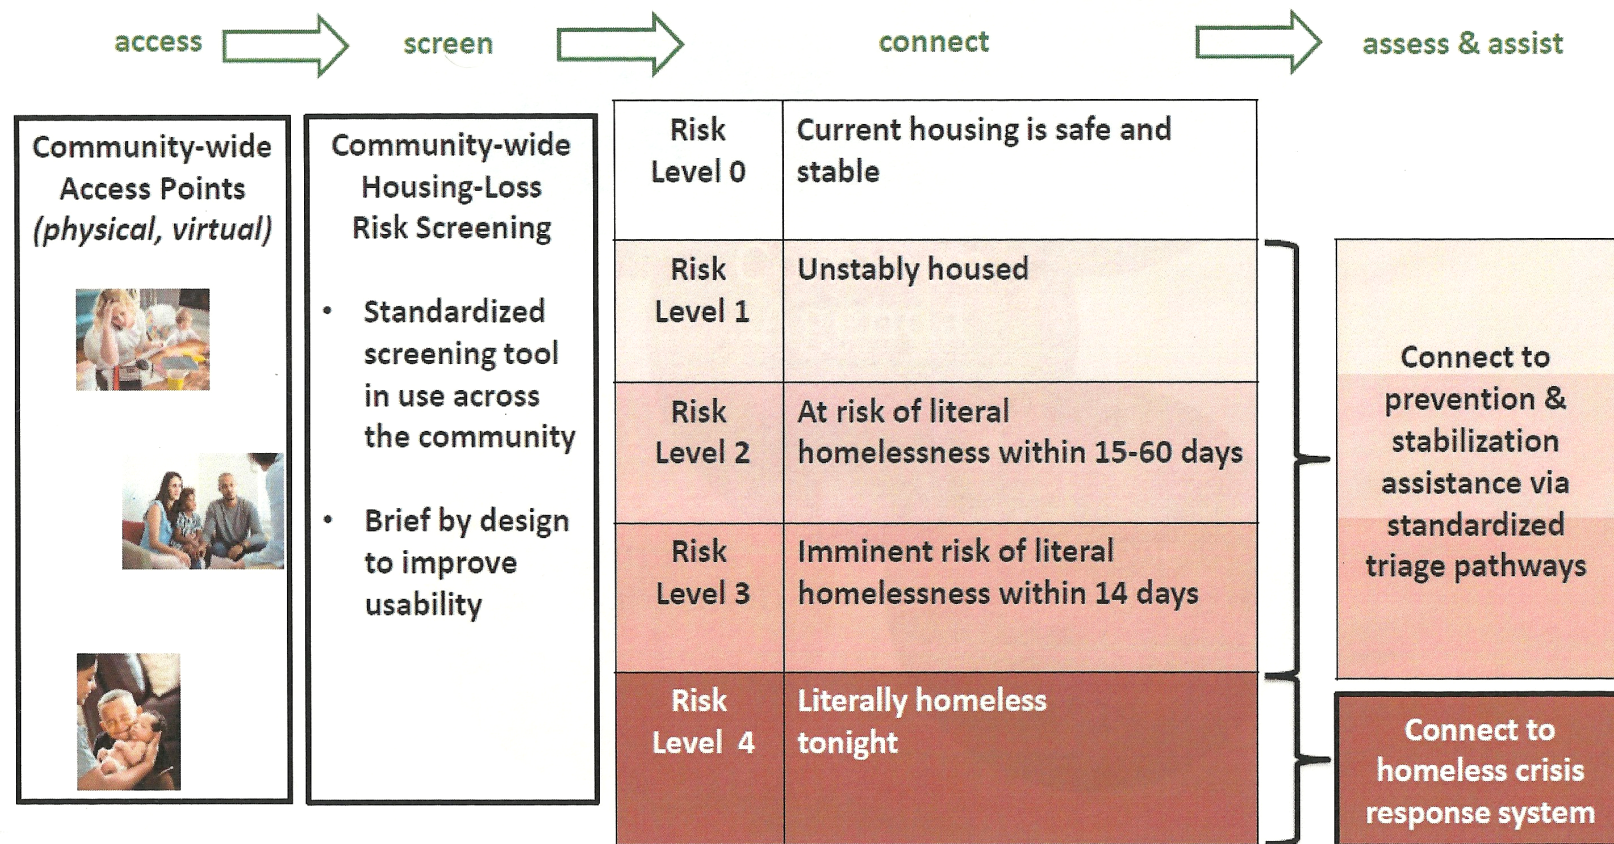 access
screen
connect
assess & assist
Community-wide
Access Points
(physical, virtual)
Community-wide
Housing-Loss
Risk Screening
• Standardized
screening tool
in use across
the community
• Brief by design
to improve
usability
Risk
Level 0
Current housing is safe and
stable
Risk
Level 1
Unstably housed
Risk
Level 2
At risk of literal
homelessness within 15-60 days
Risk
Level 3
Imminent risk of literal
homelessness within 14 days
Risk
Level 4
Literally homeless
tonight
Connect to
prevention &
stabilization
assistance via
standardized
triage pathways
Connect to
homeless crisis
response system